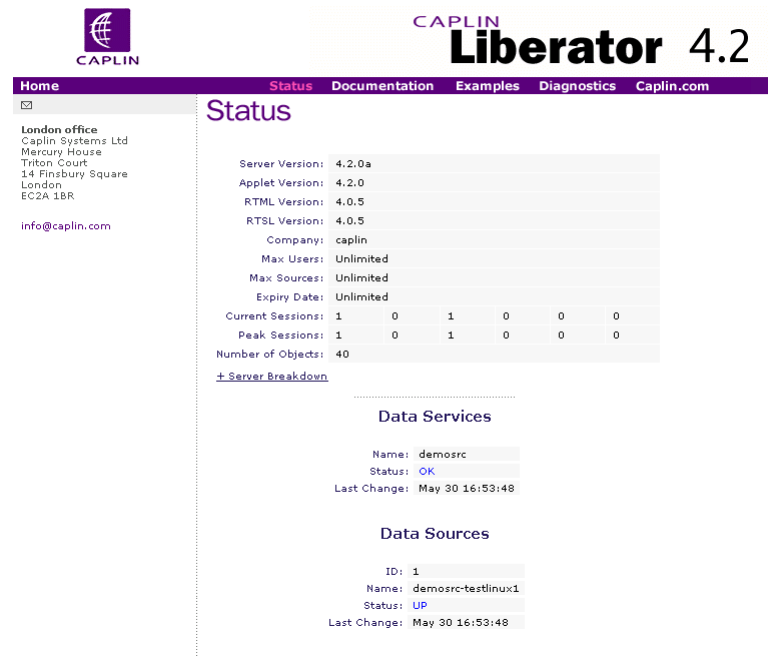 CAPLIN
CAPLIN
Liberator 4.2
Home Status Documentation Examples Diagnostics Caplin.com
Status
London office
Caplin Systems Ltd
Mercury House
Triton Court
14 Finsbury Square
London
EC2A 1BR
info@caplin.com
Server Version: 4.2.0a
Applet Version: 4.2.0
RTML Version: 4.0.5
RTSL Version: 4.0.5
Company: caplin
Max Users: Unlimited
Max Sources: Unlimited
Expiry Date: Unlimited
Current Sessions: 1 0 1 0 0 0
Peak Sessions: 1 0 1 0 0 0
Number of Objects: 40
+ Server Breakdown
Data Services
Name: demosrc
Status: OK
Last Change: May 30 16:53:48
Data Sources
ID: 1
Name: demosrc-testlinux1
Status: UP
Last Change: May 30 16:53:48